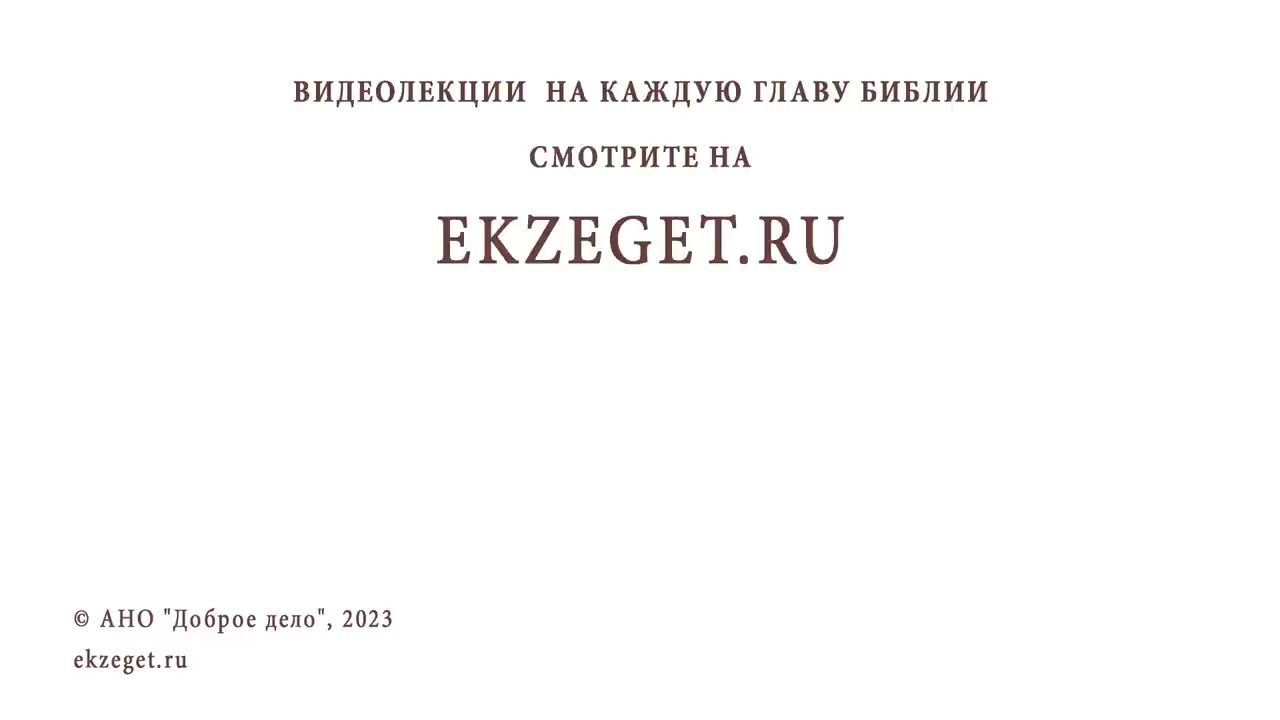 ВИДЕОЛЕКЦИИ НА КАЖДУЮ ГЛАВУ БИБЛИИ
СМОТРИТЕ НА
EKZEGET.RU
© АНО "Доброе дело", 2023
ekzeget.ru